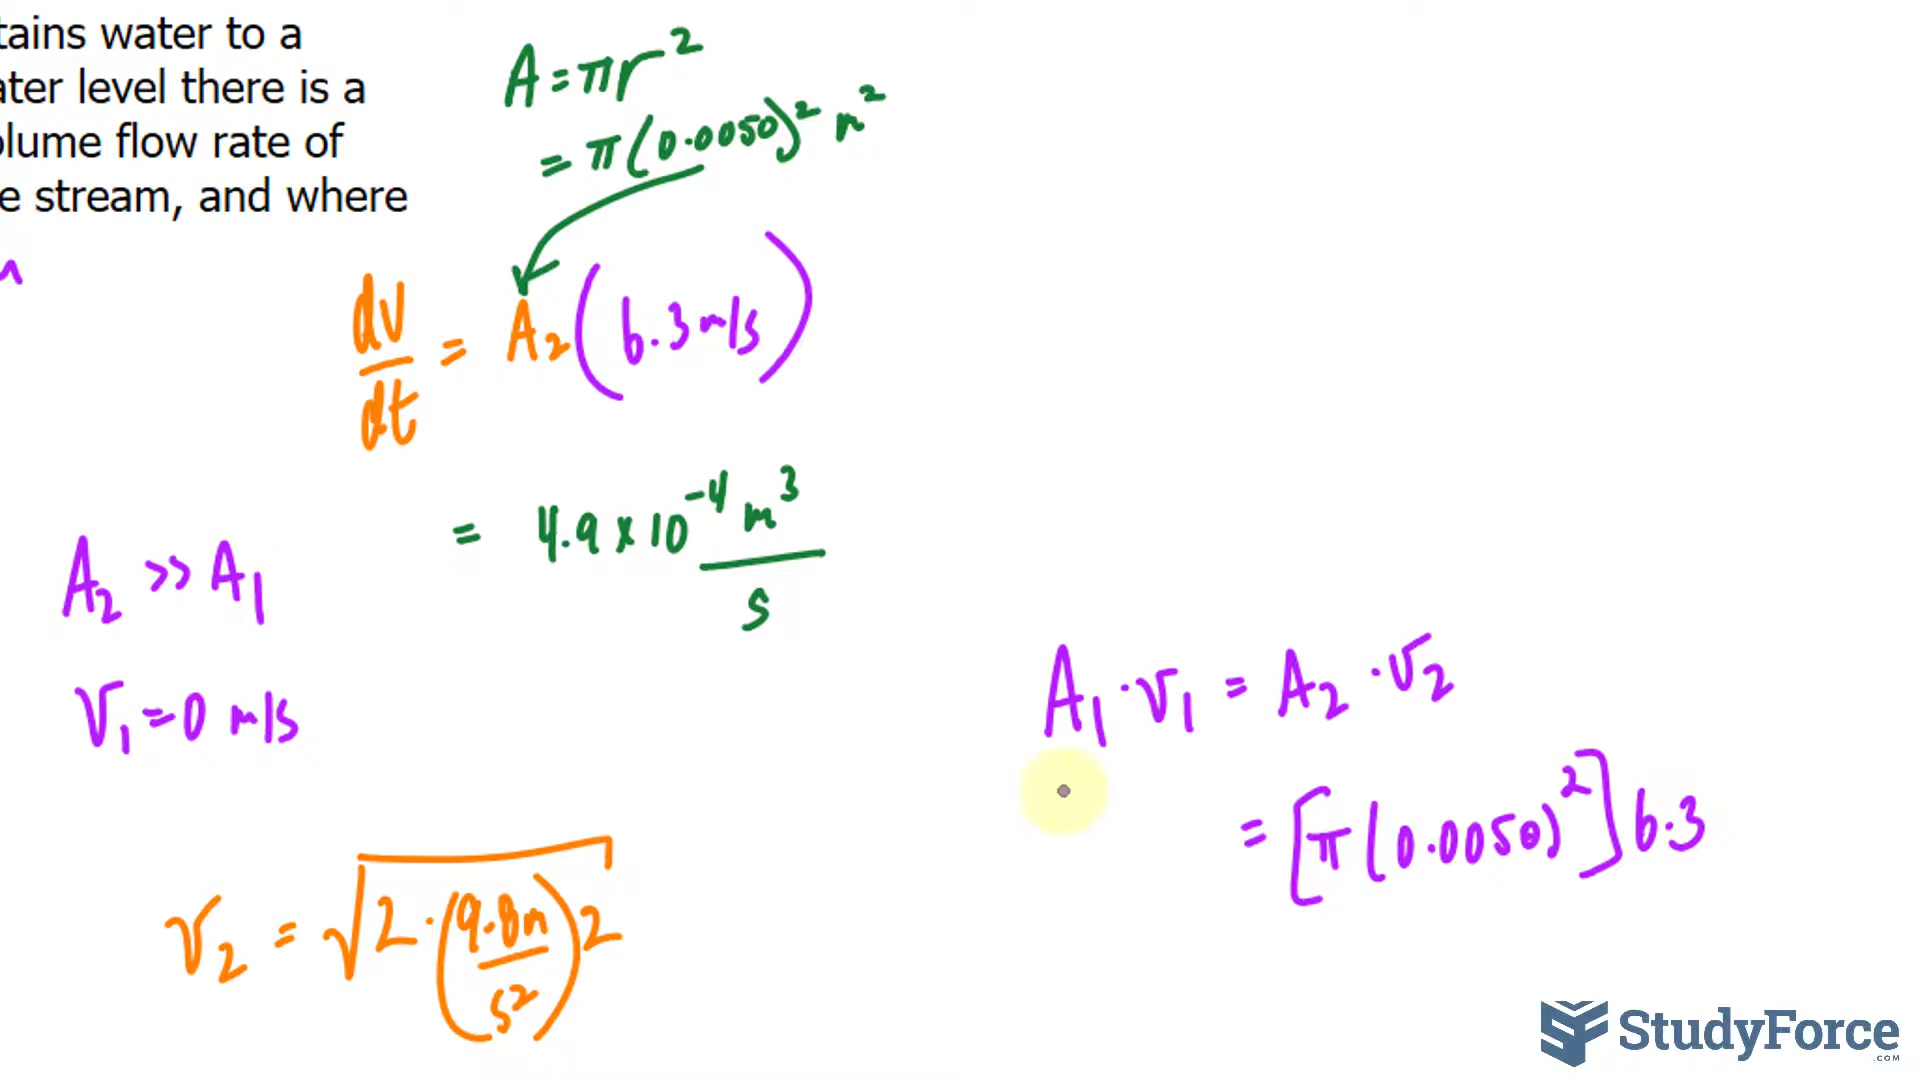 tains water to a
ater level there is a
olume flow rate of
e stream, and where
A = πr²
= π(0.0050)² m²
dV/dt = A₂(6.3 m/s)
= 4.9 × 10⁻⁴ m³/s
A₂ >> A₁
V₁ = 0 m/s
v₂ = √2·(9.8m/s²)2
A₁·v₁ = A₂·v₂
= [π(0.0050)²]6.3
StudyForce
.COM